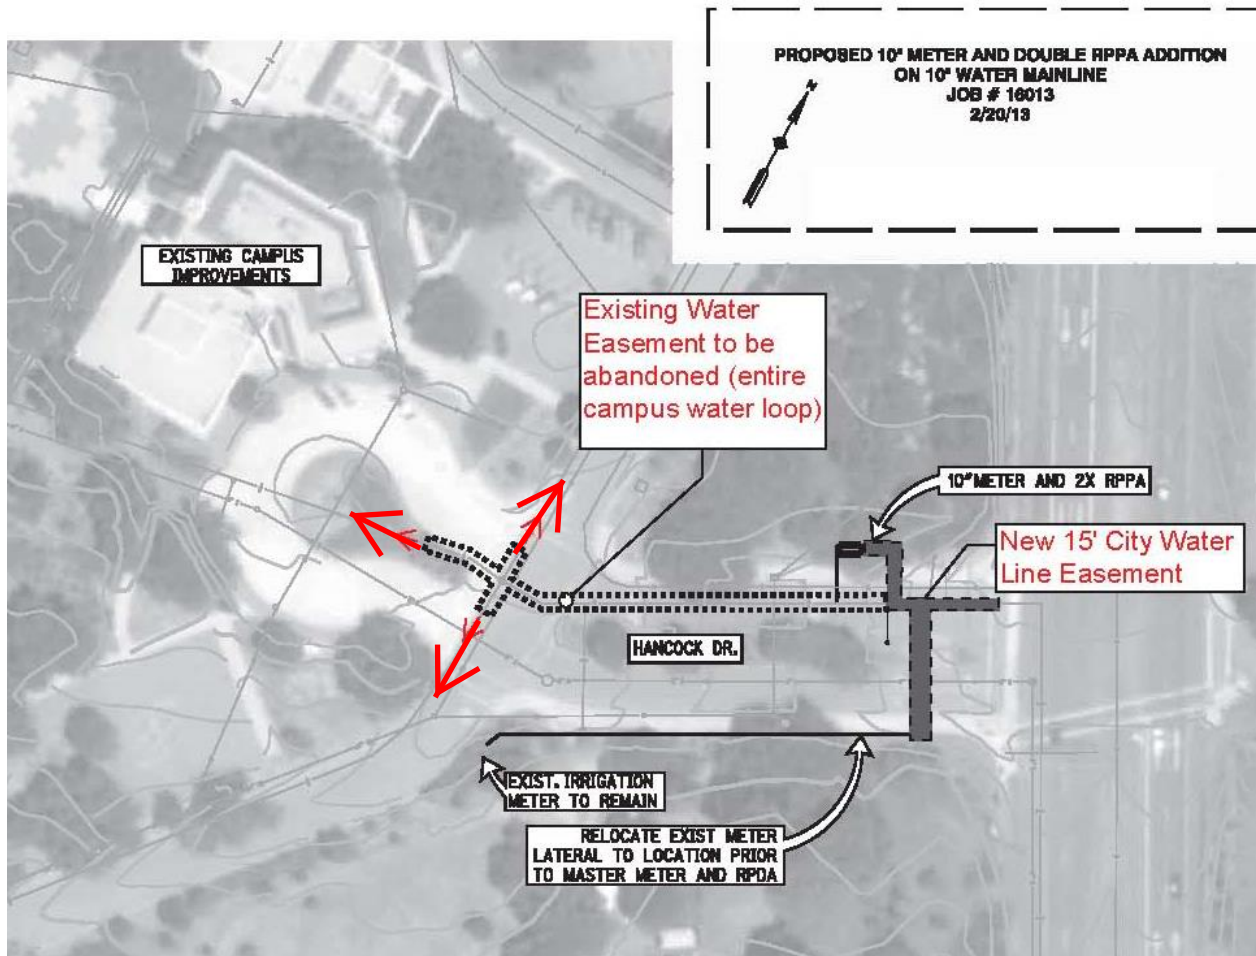 PROPOSED 10" METER AND DOUBLE RPPA ADDITION
ON 10" WATER MAINLINE
JOB # 16013
2/20/13
N
EXISTING CAMPUS
IMPROVEMENTS
Existing Water
Easement to be
abandoned (entire
campus water loop)
10" METER AND 2X RPPA
New 15' City Water
Line Easement
HANCOCK DR.
EXIST. IRRIGATION
METER TO REMAIN
RELOCATE EXIST METER
LATERAL TO LOCATION PRIOR
TO MASTER METER AND RPDA